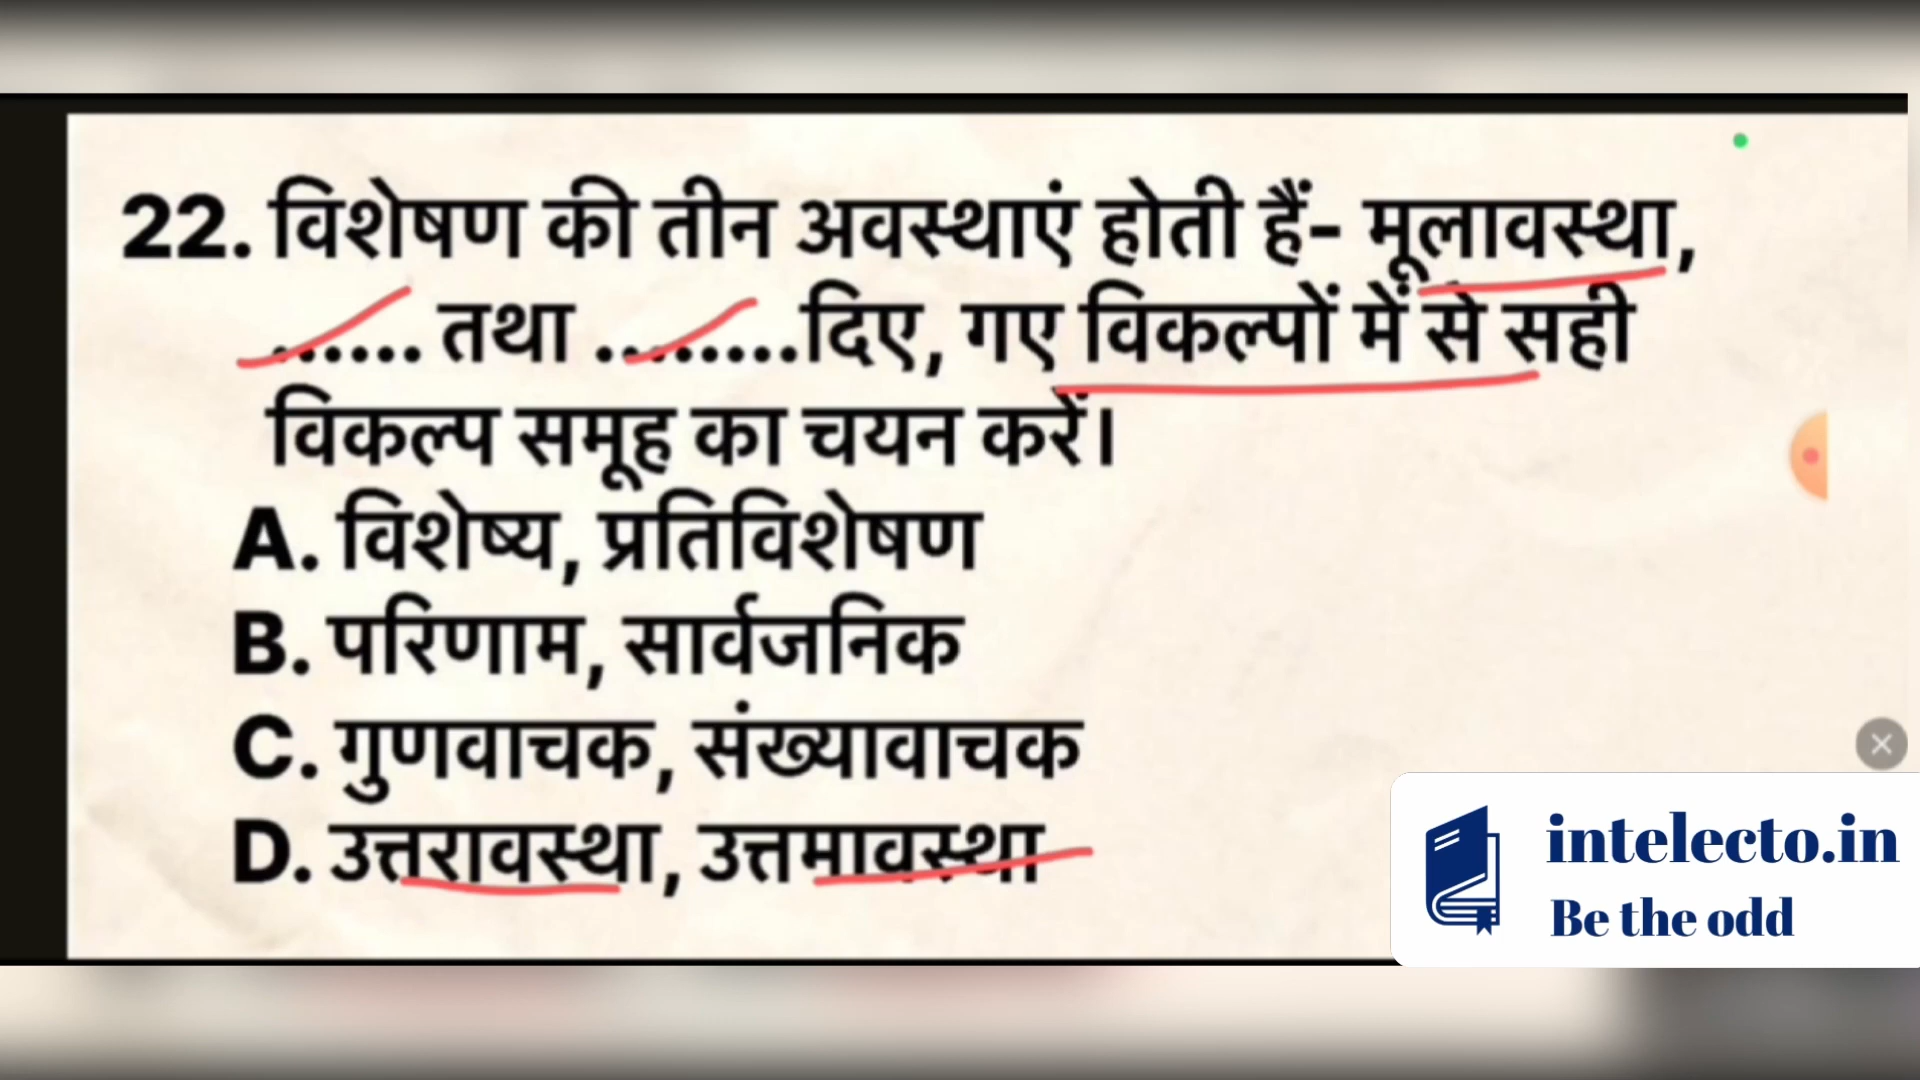 22. विशेषण की तीन अवस्थाएं होती हैं- मूलावस्था,
...... तथा ........दिए, गए विकल्पों में से सही
विकल्प समूह का चयन करें।
A. विशेष्य, प्रतिविशेषण
B. परिणाम, सार्वजनिक
C. गुणवाचक, संख्यावाचक
D. उत्तरावस्था, उत्तमावस्था
intelecto.in
Be the odd